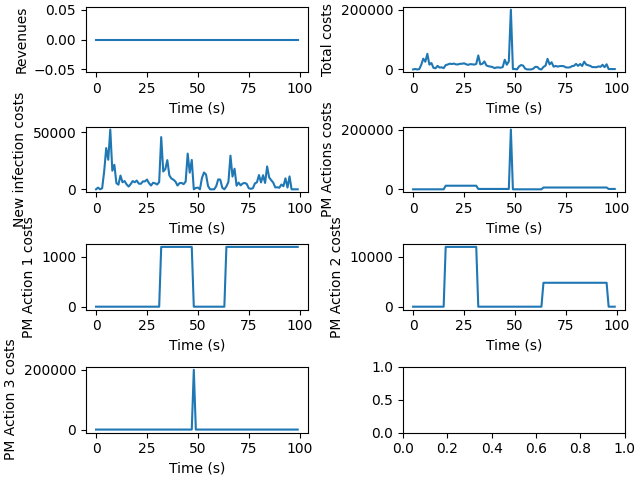 Revenues
0.05
0.00
−0.05
0 25 50 75 100
Time (s)
Total costs
200000
0
0 25 50 75 100
Time (s)
New infection costs
50000
0
0 25 50 75 100
Time (s)
PM Actions costs
200000
0
0 25 50 75 100
Time (s)
PM Action 1 costs
1000
0
0 25 50 75 100
Time (s)
PM Action 2 costs
10000
0
0 25 50 75 100
Time (s)
PM Action 3 costs
200000
0
0 25 50 75 100
Time (s)
1.0
0.5
0.0
0.0 0.2 0.4 0.6 0.8 1.0